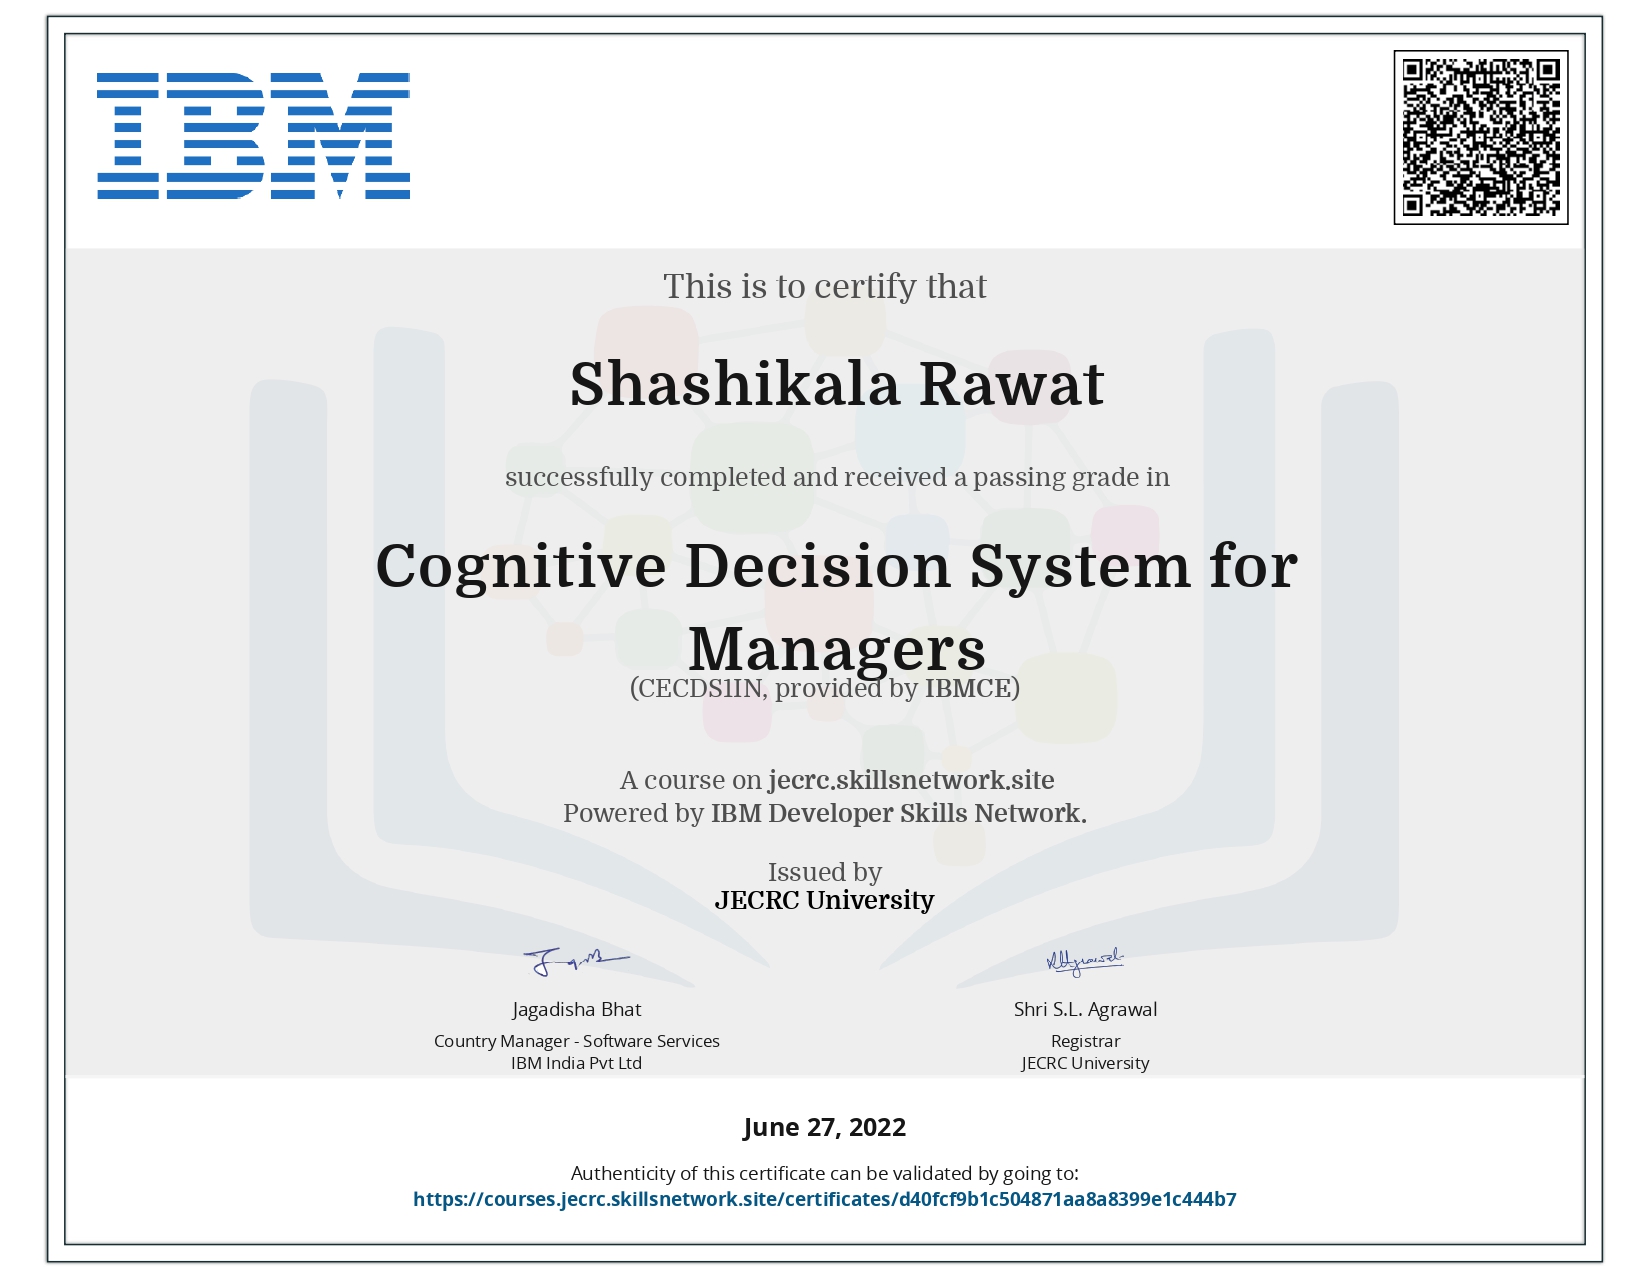 IBM
This is to certify that
Shashikala Rawat
successfully completed and received a passing grade in
Cognitive Decision System for
Managers
(CECDS1IN, provided by IBMCE)
A course on jecrc.skillsnetwork.site
Powered by IBM Developer Skills Network.
Issued by
JECRC University
Jagadisha Bhat
Country Manager - Software Services
IBM India Pvt Ltd
Shri S.L. Agrawal
Registrar
JECRC University
June 27, 2022
Authenticity of this certificate can be validated by going to:
https://courses.jecrc.skillsnetwork.site/certificates/d40fcf9b1c504871aa8a8399e1c444b7